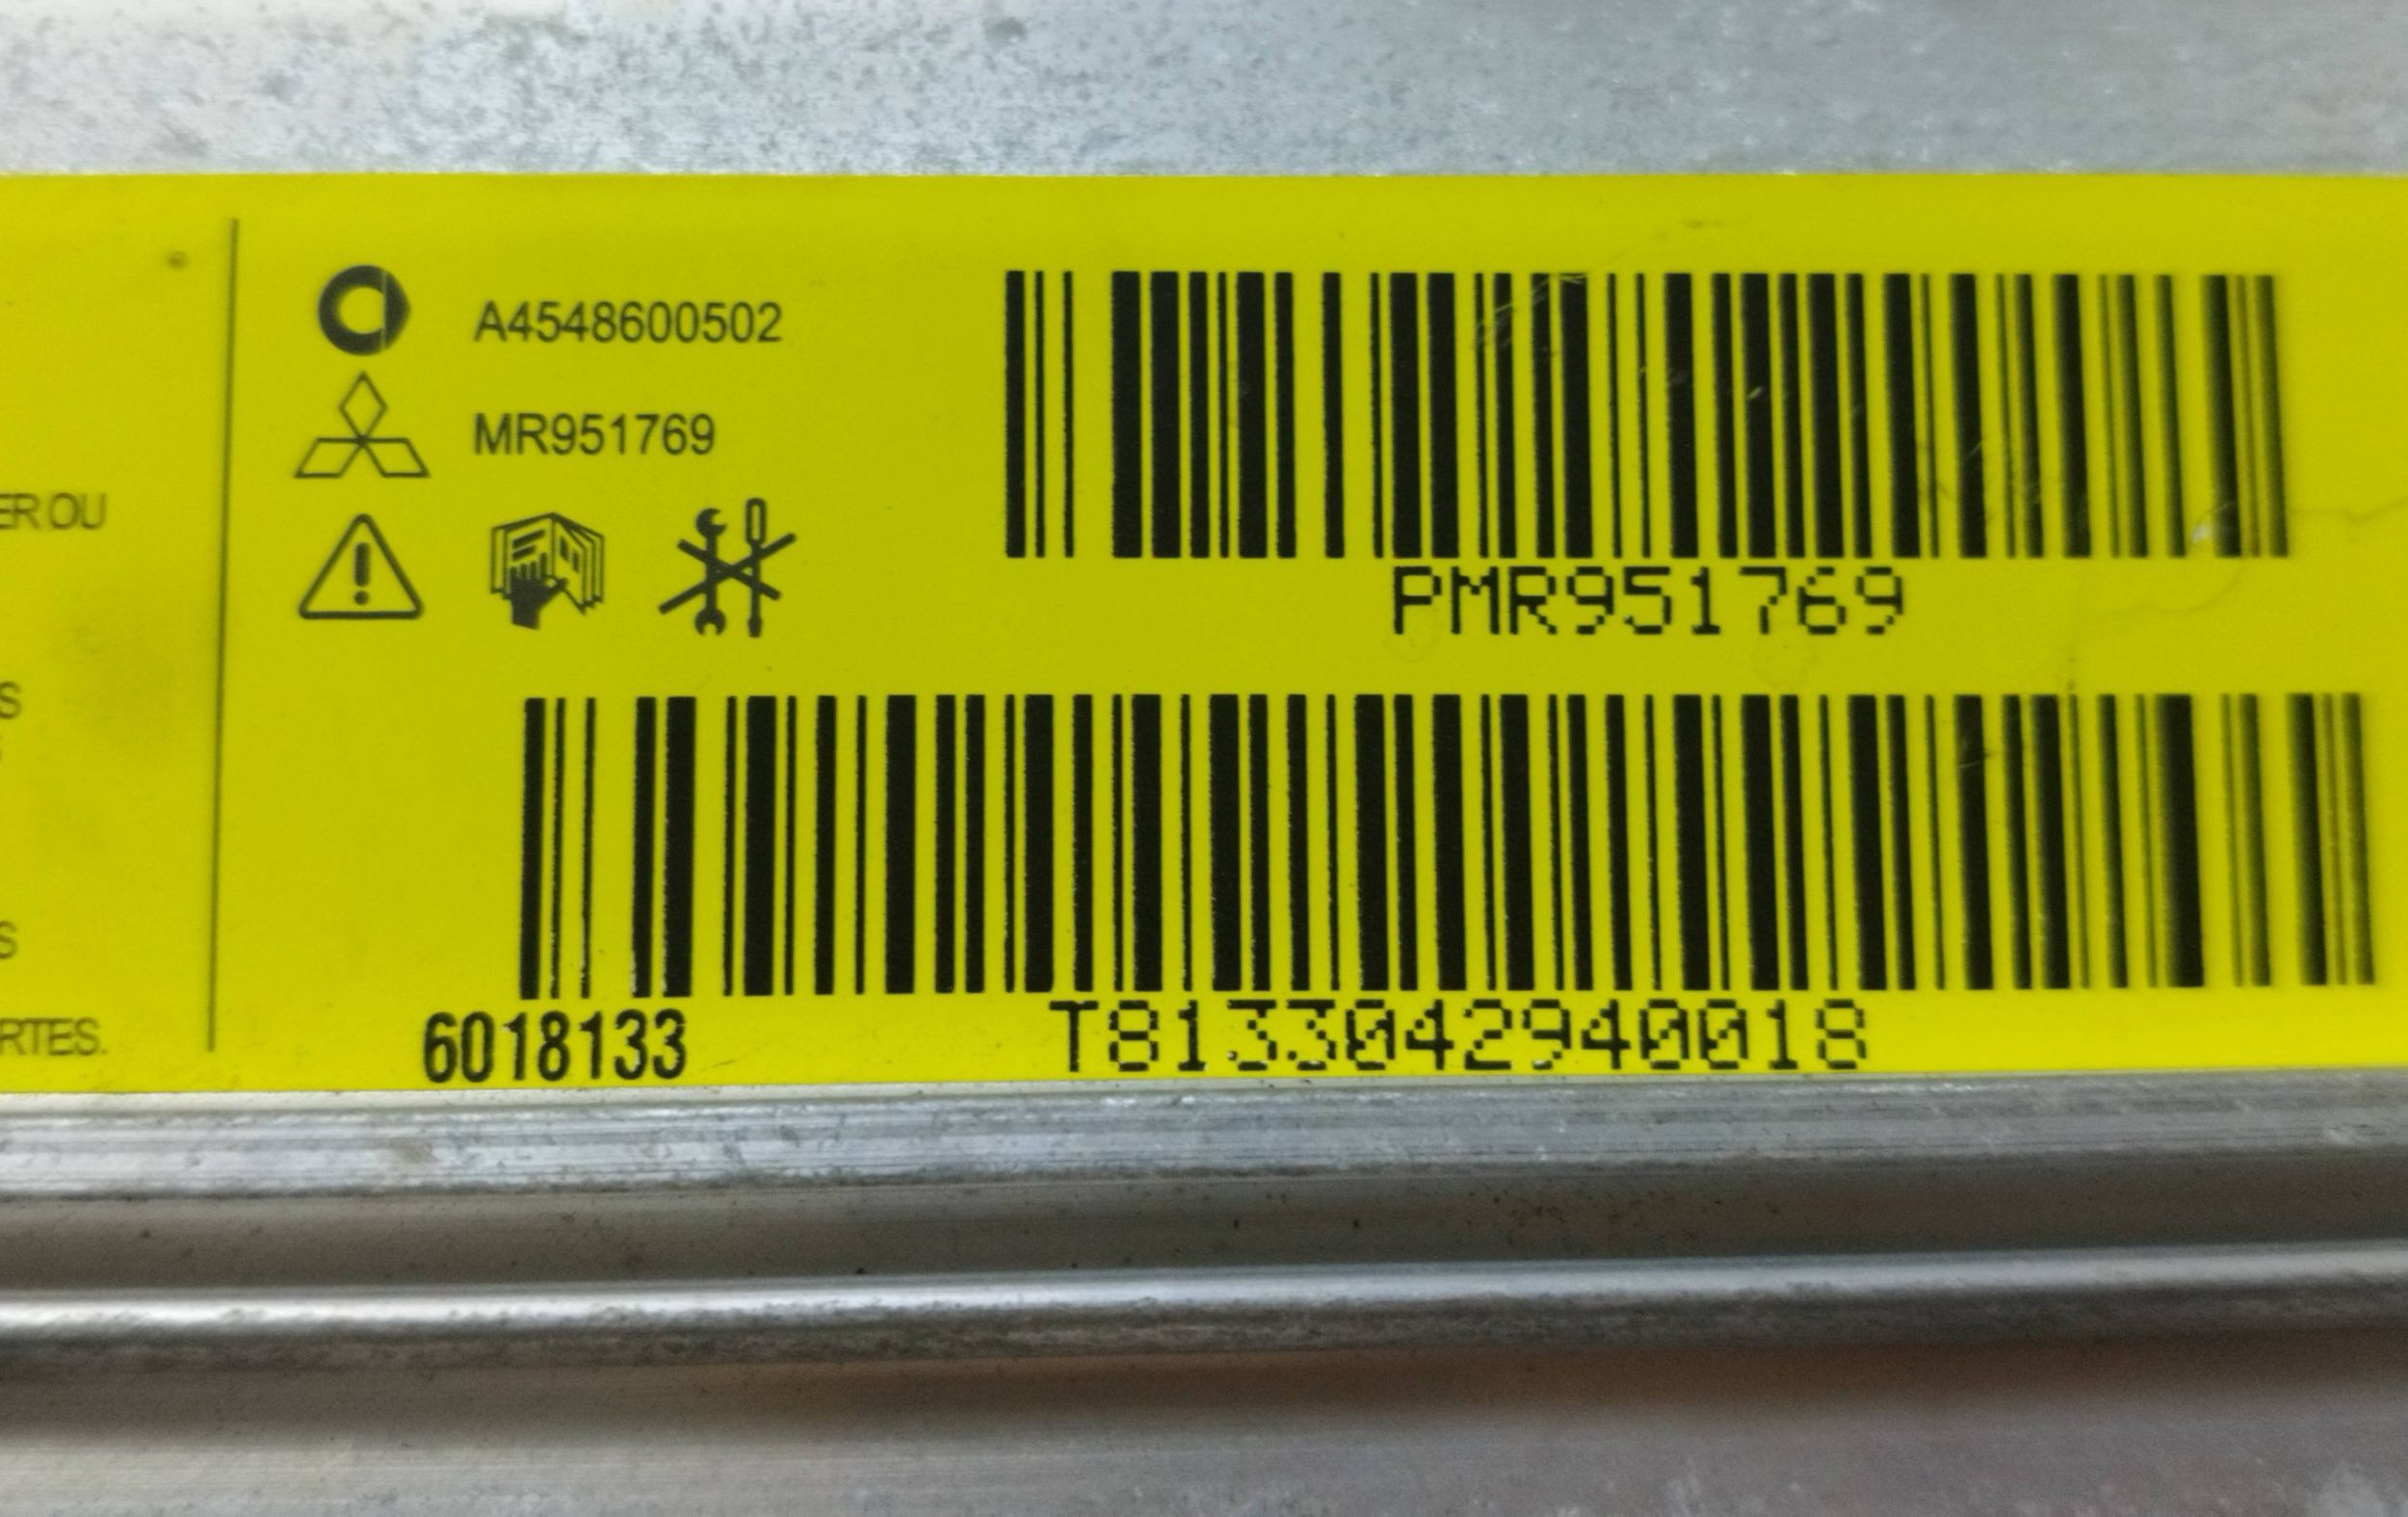 A4548600502
MR951769
ER OU
PMR951769
S
S
RTES.
6018133
T8133042940018